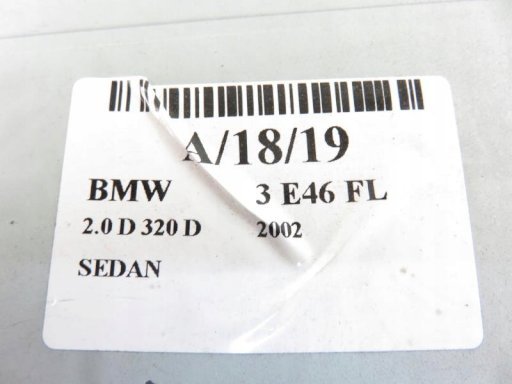 A/18/19
BMW 3 E46 FL
2.0 D 320 D 2002
SEDAN